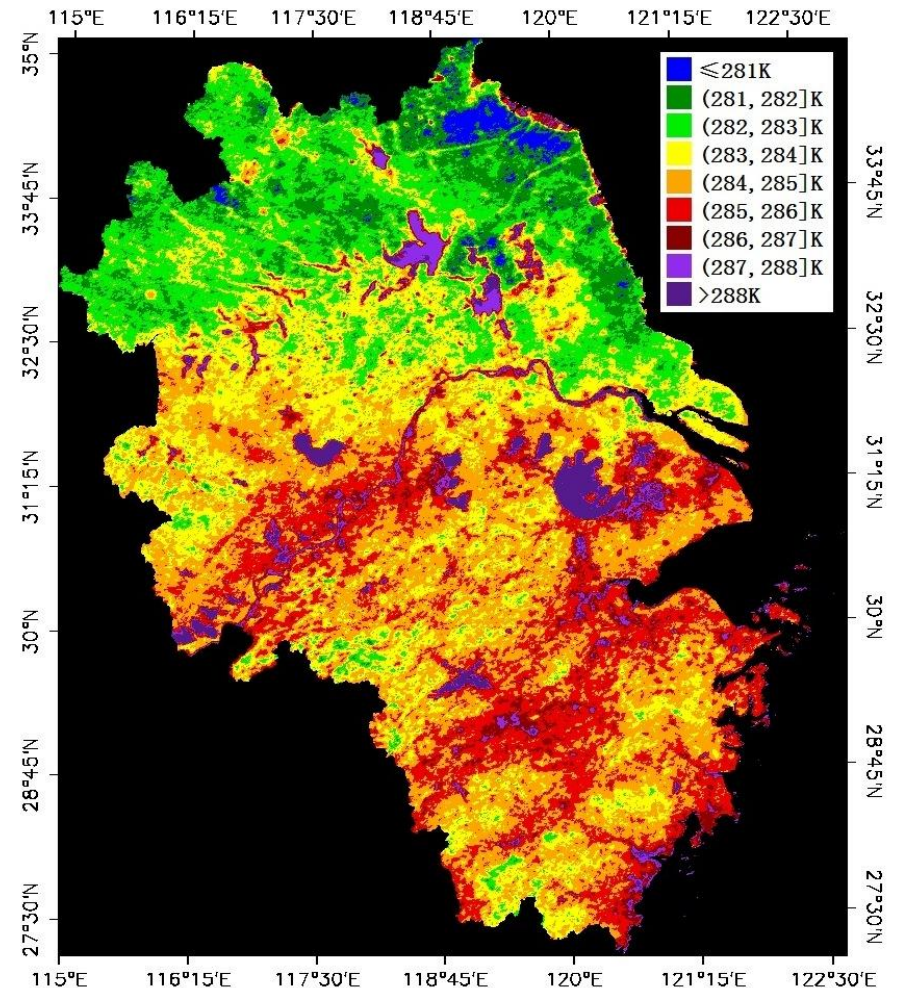 115°E 116°15'E 117°30'E 118°45'E 120°E 121°15'E 122°30'E
35°N
33°45'N
32°30'N
31°15'N
30°N
28°45'N
27°30'N
≤281K
(281, 282]K
(282, 283]K
(283, 284]K
(284, 285]K
(285, 286]K
(286, 287]K
(287, 288]K
>288K
33°45'N
32°30'N
31°15'N
30°N
28°45'N
27°30'N
115°E 116°15'E 117°30'E 118°45'E 120°E 121°15'E 122°30'E